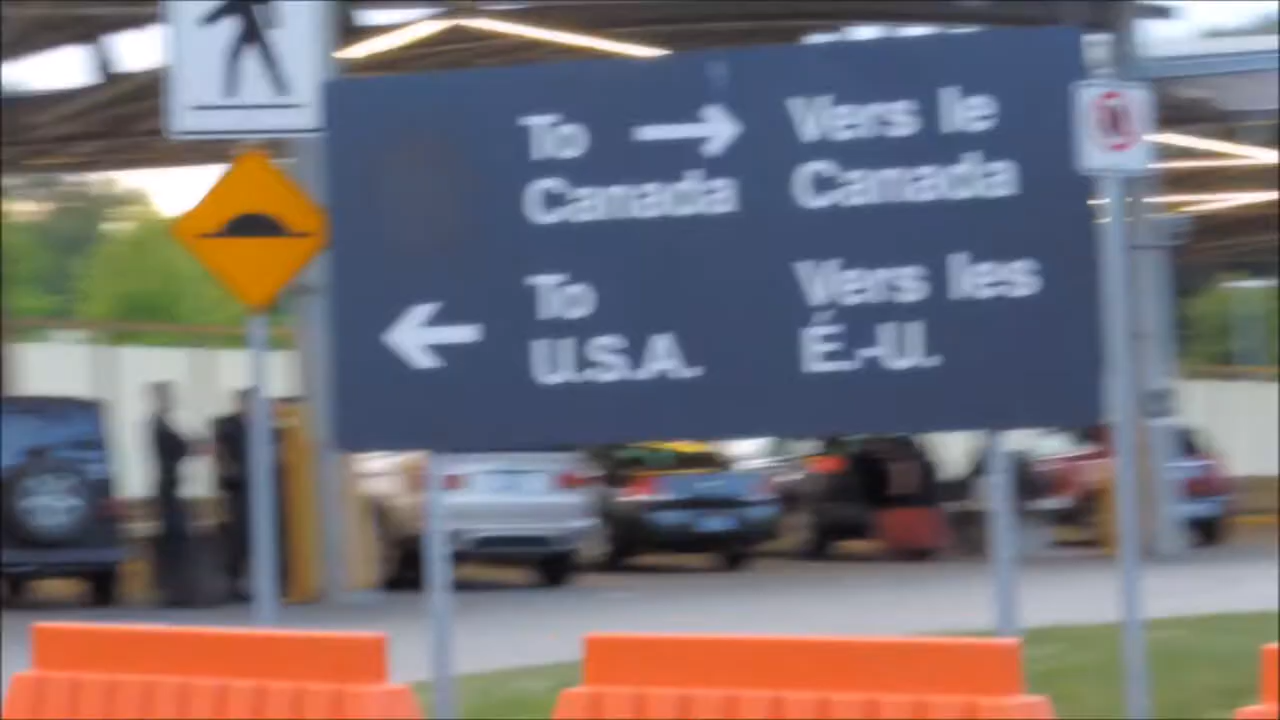 To
Canada
Vers le
Canada
To
U.S.A.
Vers les
É.-U.